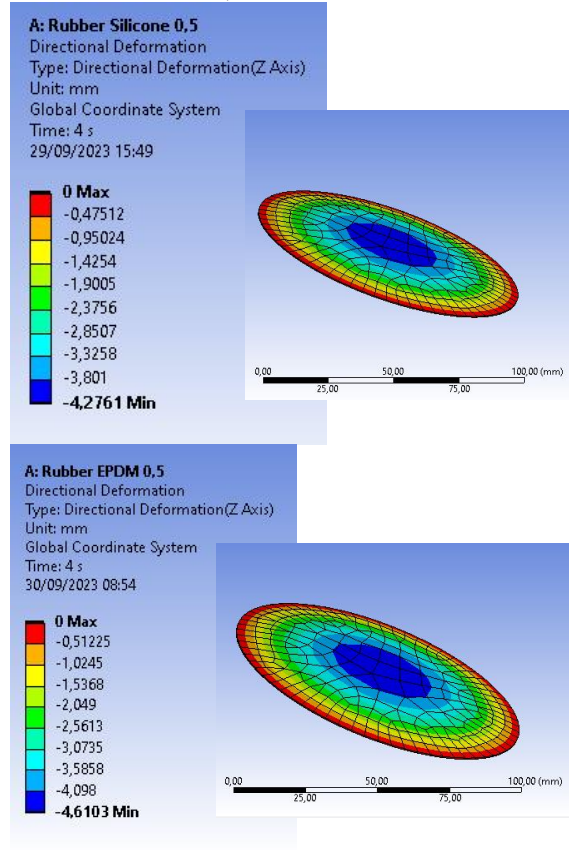 A: Rubber Silicone 0,5
Directional Deformation
Type: Directional Deformation(Z Axis)
Unit: mm
Global Coordinate System
Time: 4 s
29/09/2023 15:49
0 Max
-0,47512
-0,95024
-1,4254
-1,9005
-2,3756
-2,8507
-3,3258
-3,801
-4,2761 Min
0,00 50,00 100,00 (mm)
25,00 75,00
A: Rubber EPDM 0,5
Directional Deformation
Type: Directional Deformation(Z Axis)
Unit: mm
Global Coordinate System
Time: 4 s
30/09/2023 08:54
0 Max
-0,51225
-1,0245
-1,5368
-2,049
-2,5613
-3,0735
-3,5858
-4,098
-4,6103 Min
0,00 50,00 100,00 (mm)
25,00 75,00